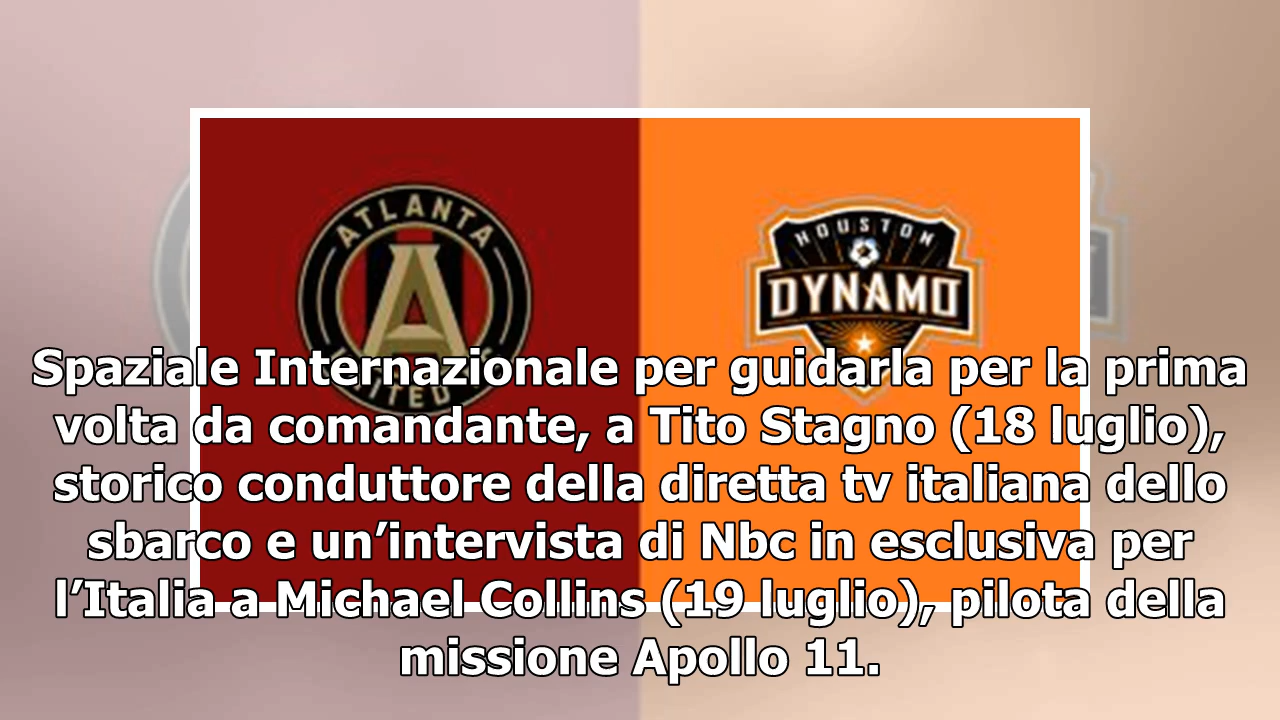 ATLANTA
UNITED
HOUSTON
DYNAMO
Spaziale Internazionale per guidarla per la prima
volta da comandante, a Tito Stagno (18 luglio),
storico conduttore della diretta tv italiana dello
sbarco e un’intervista di Nbc in esclusiva per
l’Italia a Michael Collins (19 luglio), pilota della
missione Apollo 11.